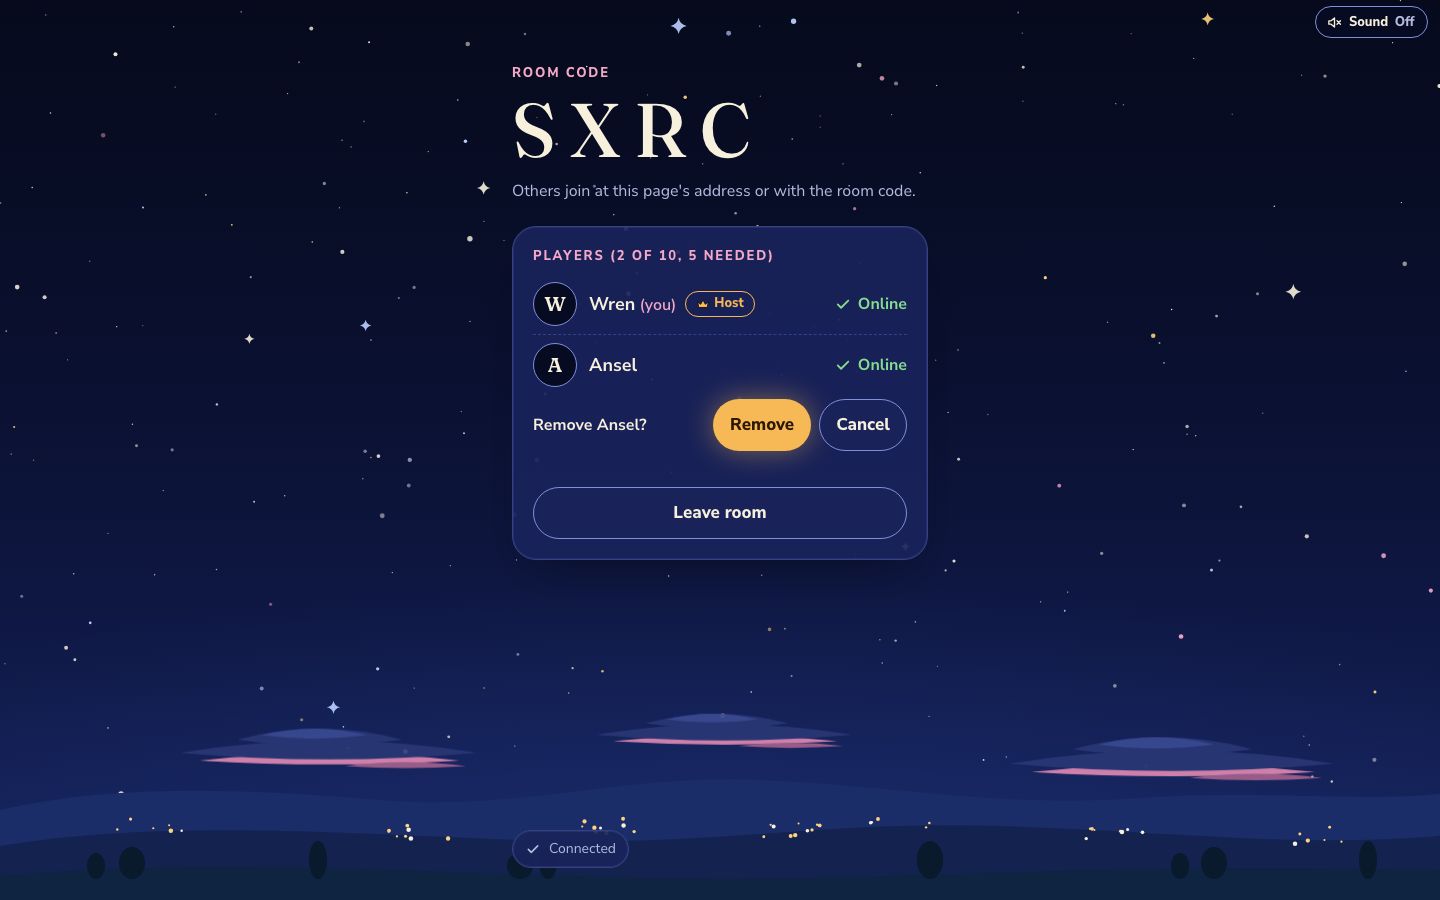 Sound Off
ROOM CODE
SXRC
Others join at this page's address or with the room code.
PLAYERS (2 OF 10, 5 NEEDED)
W Wren (you) Host Online
A Ansel Online
Remove Ansel? Remove Cancel
Leave room
Connected